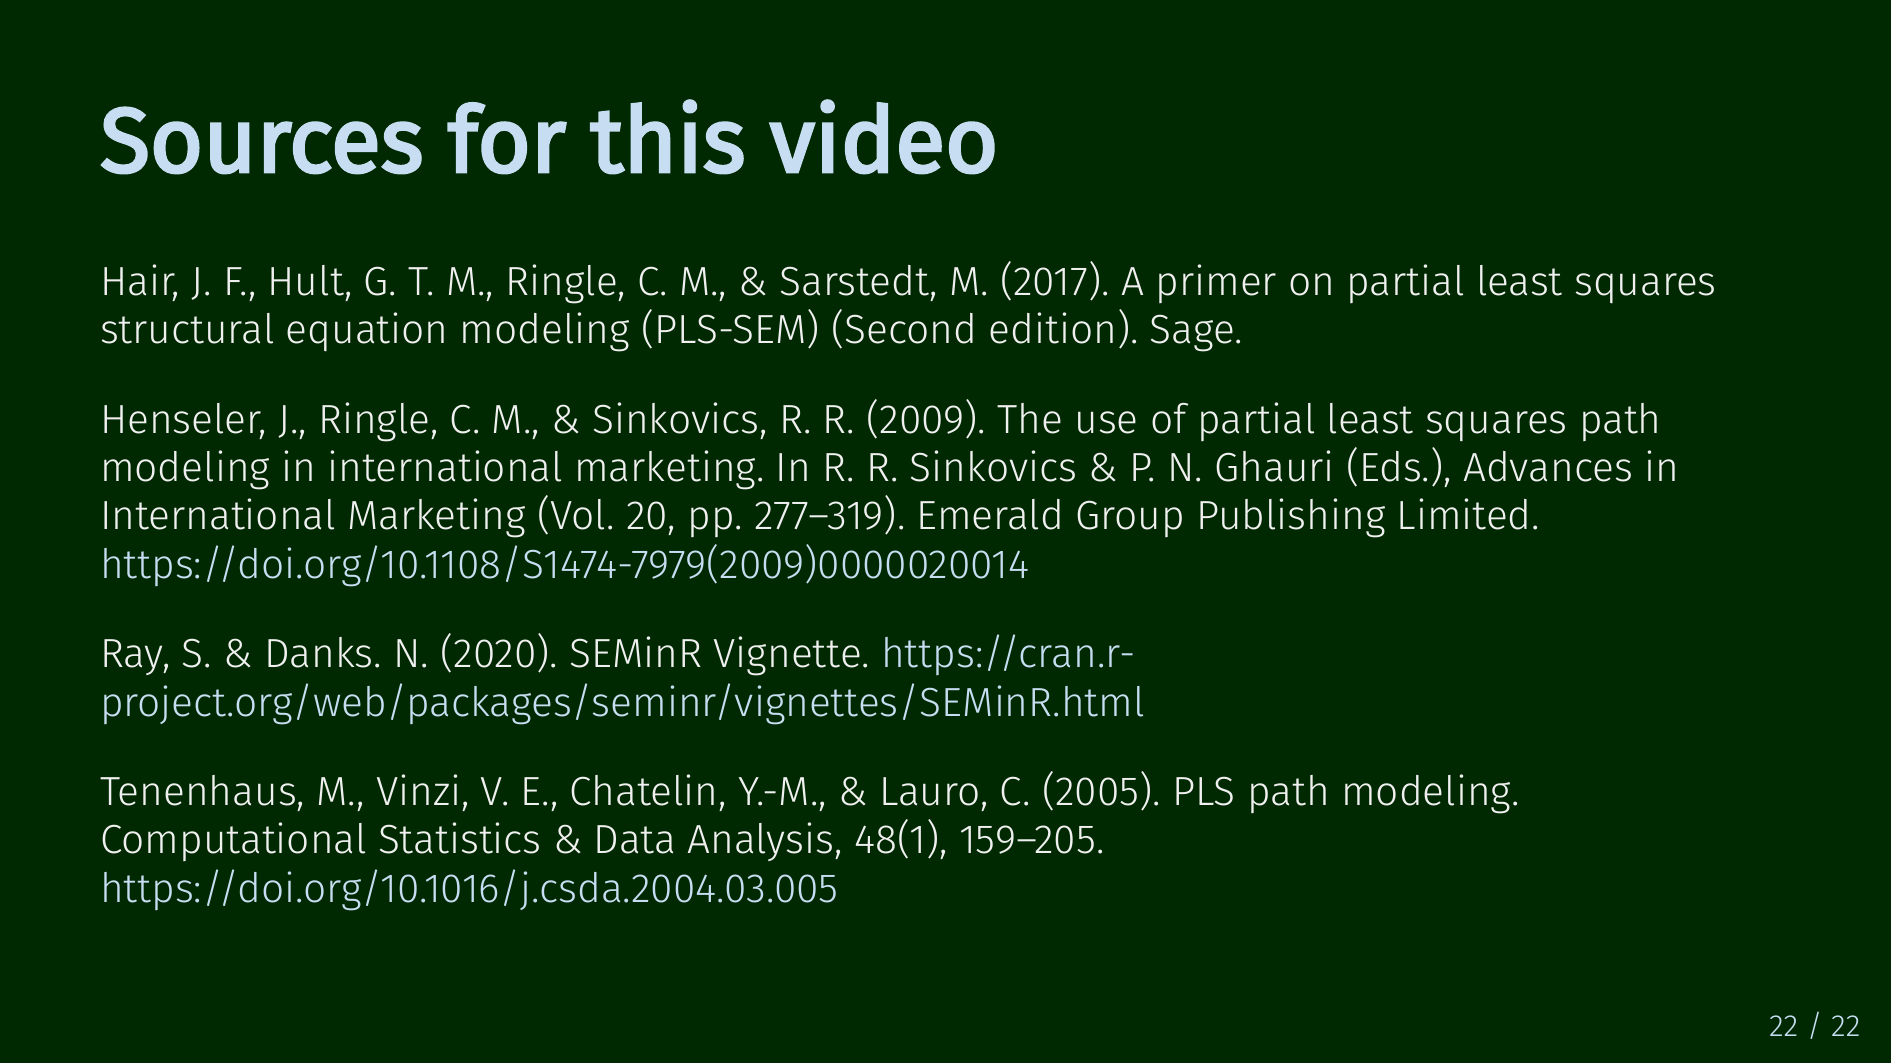 Sources for this video
Hair, J. F., Hult, G. T. M., Ringle, C. M., & Sarstedt, M. (2017). A primer on partial least squares
structural equation modeling (PLS-SEM) (Second edition). Sage.
Henseler, J., Ringle, C. M., & Sinkovics, R. R. (2009). The use of partial least squares path
modeling in international marketing. In R. R. Sinkovics & P. N. Ghauri (Eds.), Advances in
International Marketing (Vol. 20, pp. 277–319). Emerald Group Publishing Limited.
https://doi.org/10.1108/S1474-7979(2009)0000020014
Ray, S. & Danks. N. (2020). SEMinR Vignette. https://cran.r-
project.org/web/packages/seminr/vignettes/SEMinR.html
Tenenhaus, M., Vinzi, V. E., Chatelin, Y.-M., & Lauro, C. (2005). PLS path modeling.
Computational Statistics & Data Analysis, 48(1), 159–205.
https://doi.org/10.1016/j.csda.2004.03.005
22 / 22